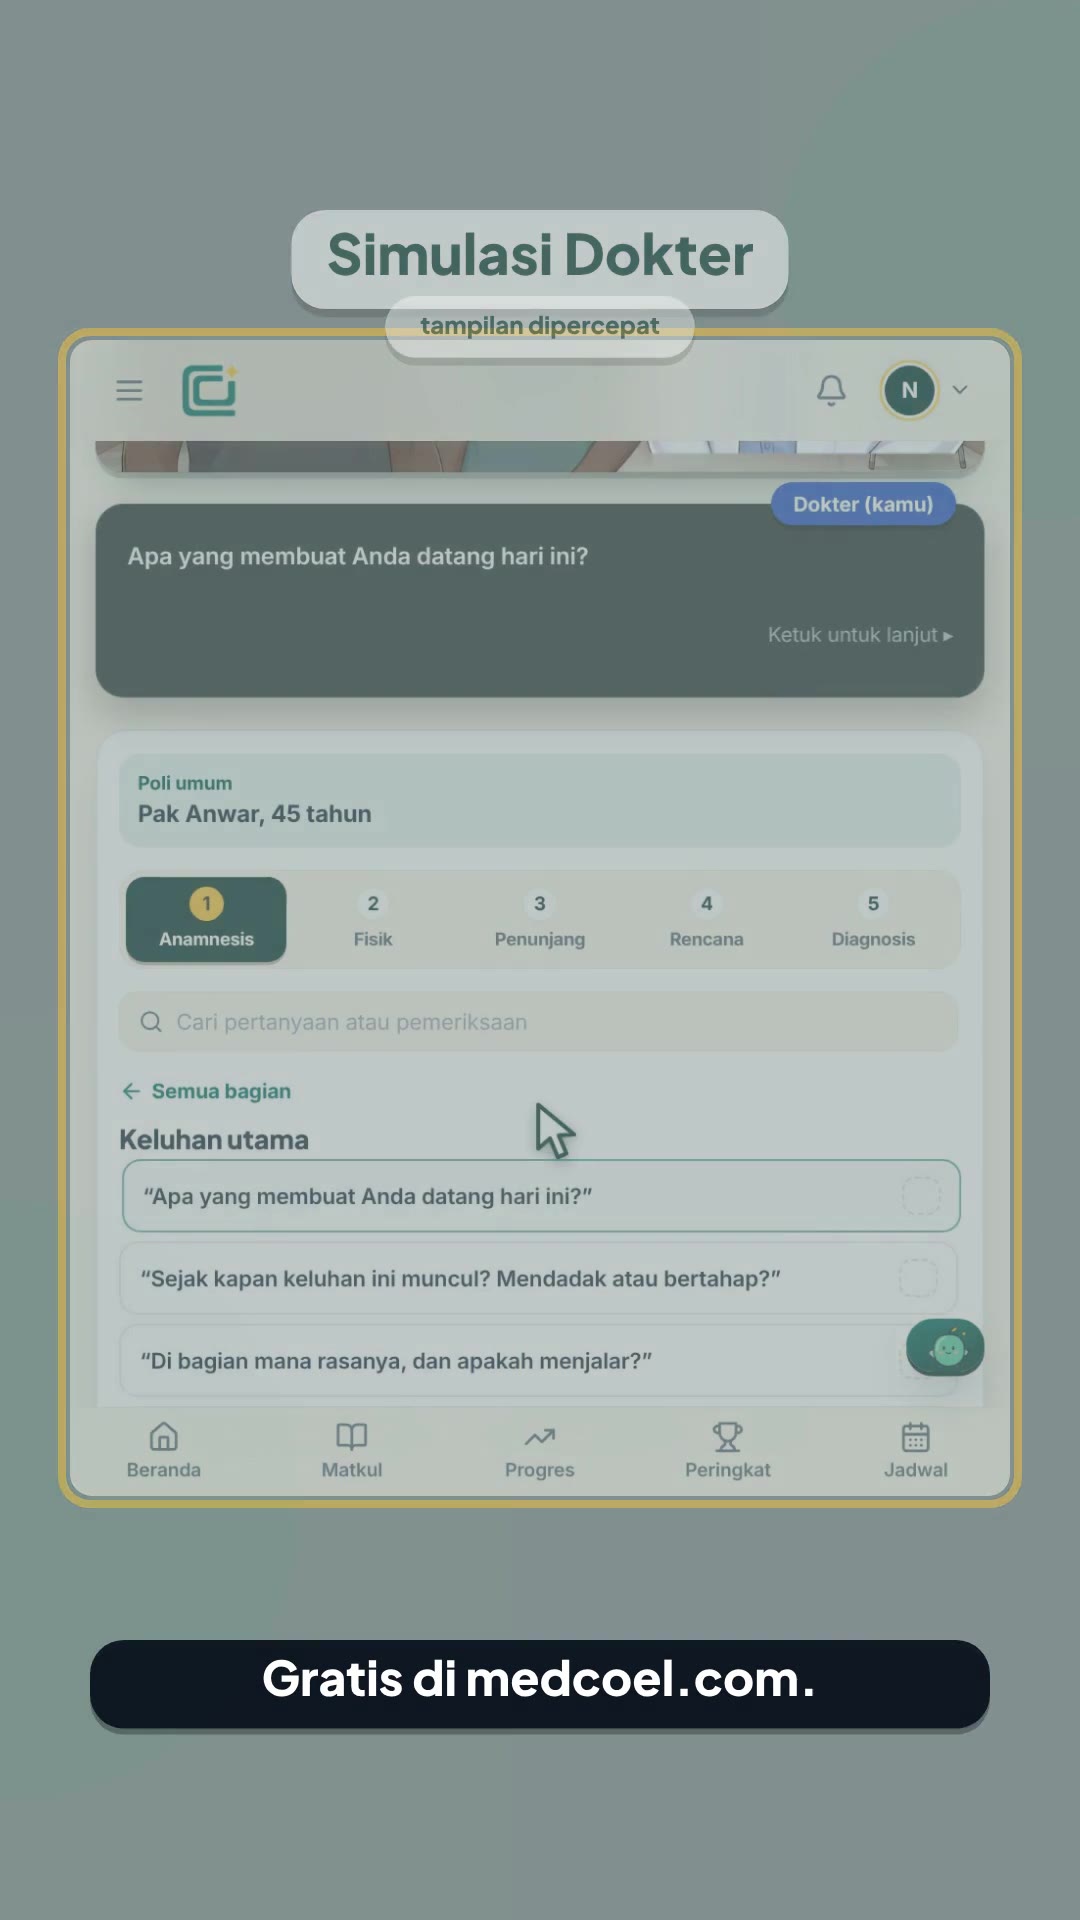 Simulasi Dokter
tampilan dipercepat
N
Dokter (kamu)
Apa yang membuat Anda datang hari ini?
Ketuk untuk lanjut ▸
Poli umum
Pak Anwar, 45 tahun
1
Anamnesis
2
Fisik
3
Penunjang
4
Rencana
5
Diagnosis
Cari pertanyaan atau pemeriksaan
← Semua bagian
Keluhan utama
“Apa yang membuat Anda datang hari ini?”
“Sejak kapan keluhan ini muncul? Mendadak atau bertahap?”
“Di bagian mana rasanya, dan apakah menjalar?”
Beranda
Matkul
Progres
Peringkat
Jadwal
Gratis di medcoel.com.